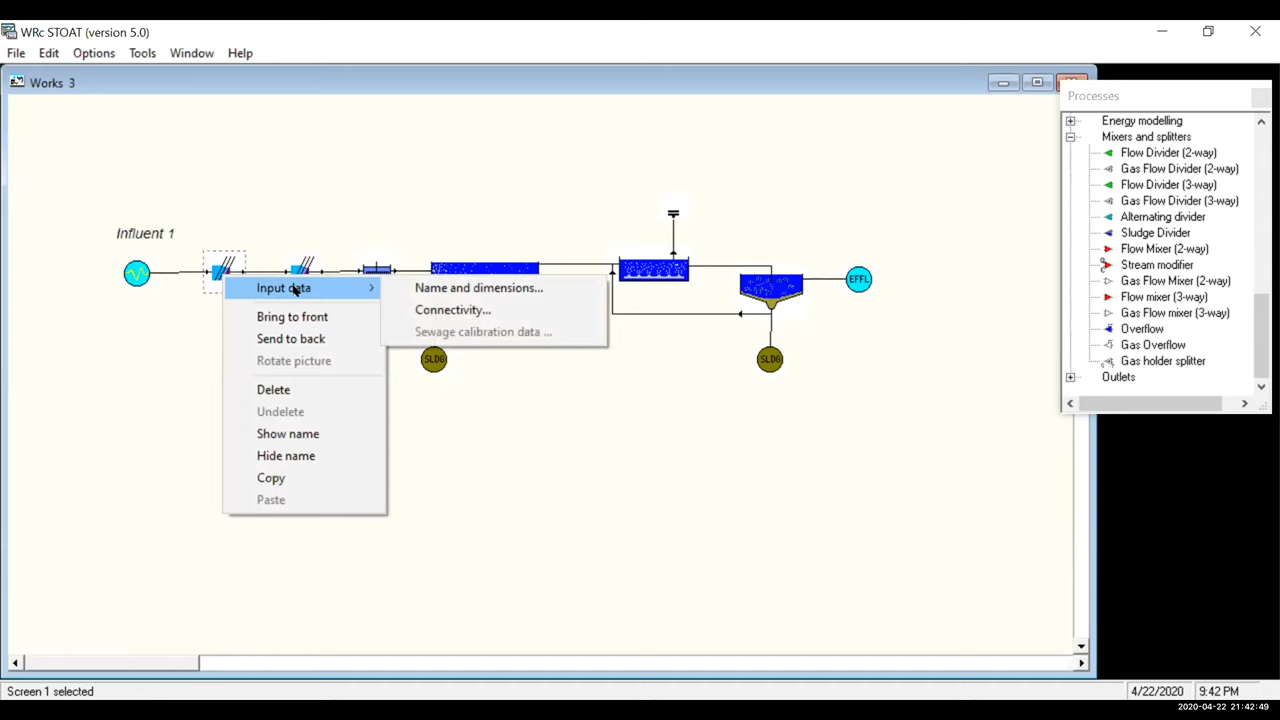 WRc STOAT (version 5.0)
File Edit Options Tools Window Help
Works 3
Processes
Energy modelling
Mixers and splitters
Flow Divider (2-way)
Gas Flow Divider (2-way)
Flow Divider (3-way)
Gas Flow Divider (3-way)
Alternating divider
Sludge Divider
Flow Mixer (2-way)
Stream modifier
Gas Flow Mixer (2-way)
Flow mixer (3-way)
Gas Flow mixer (3-way)
Overflow
Gas Overflow
Gas holder splitter
Outlets
Influent 1
EFFL
SLDG
SLDG
Input data
Bring to front
Send to back
Rotate picture
Delete
Undelete
Show name
Hide name
Copy
Paste
Name and dimensions...
Connectivity...
Sewage calibration data ...
Screen 1 selected
4/22/2020 9:42 PM
2020-04-22 21:42:49